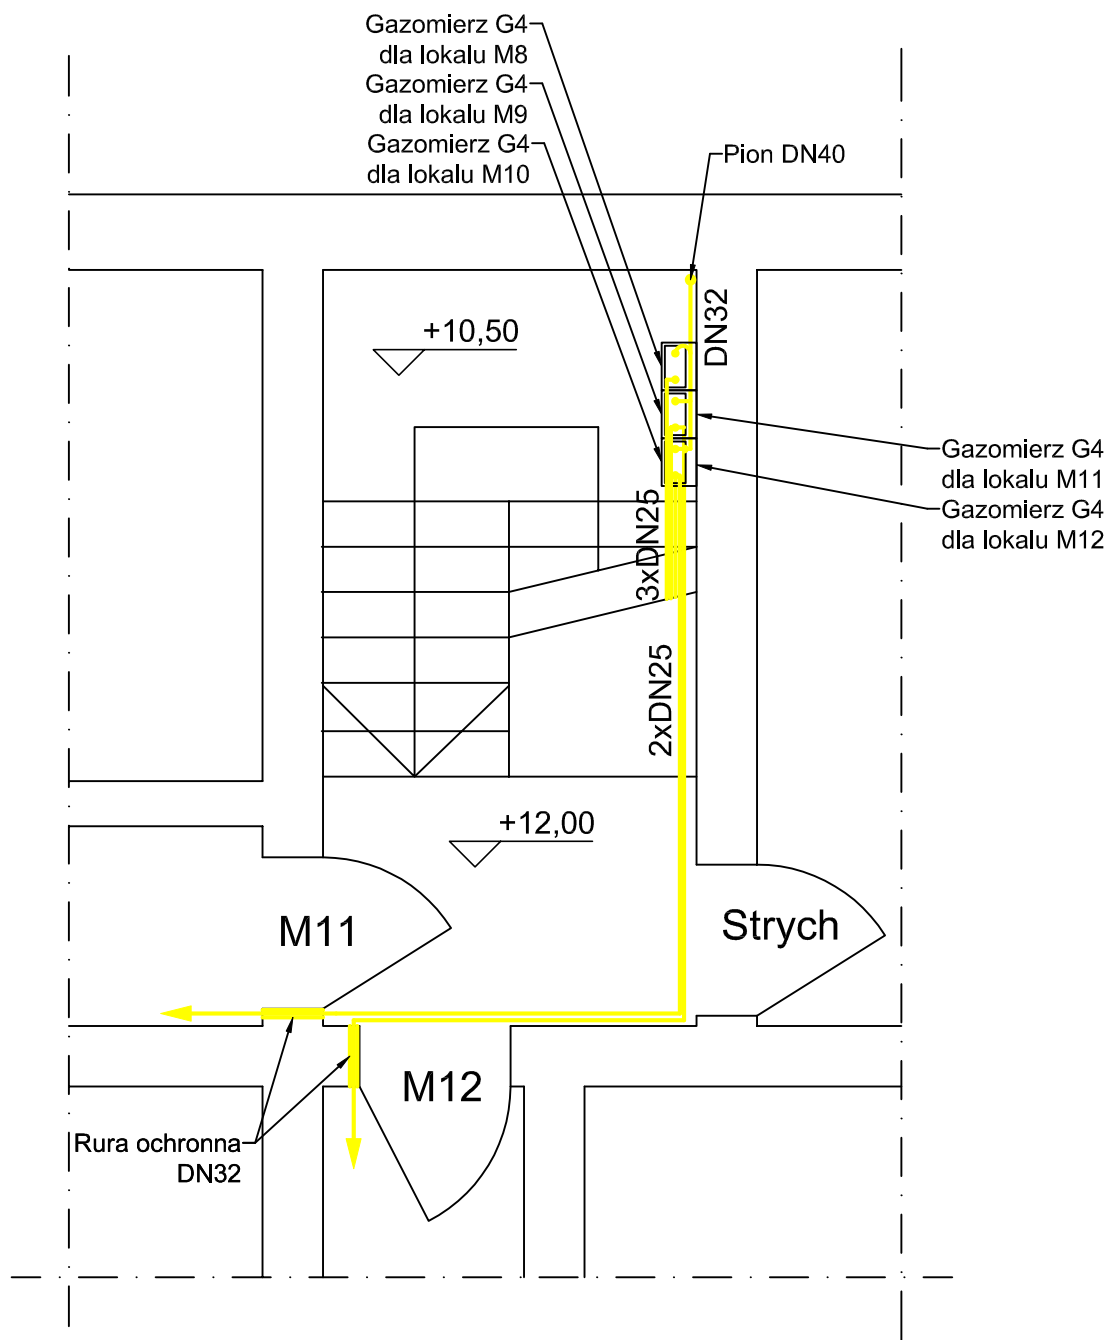 Gazomierz G4
dla lokalu M8
Gazomierz G4
dla lokalu M9
Gazomierz G4
dla lokalu M10
Pion DN40
DN32
+10,50
Gazomierz G4
dla lokalu M11
Gazomierz G4
dla lokalu M12
3xDN25
2xDN25
+12,00
M11
Strych
M12
Rura ochronna
DN32